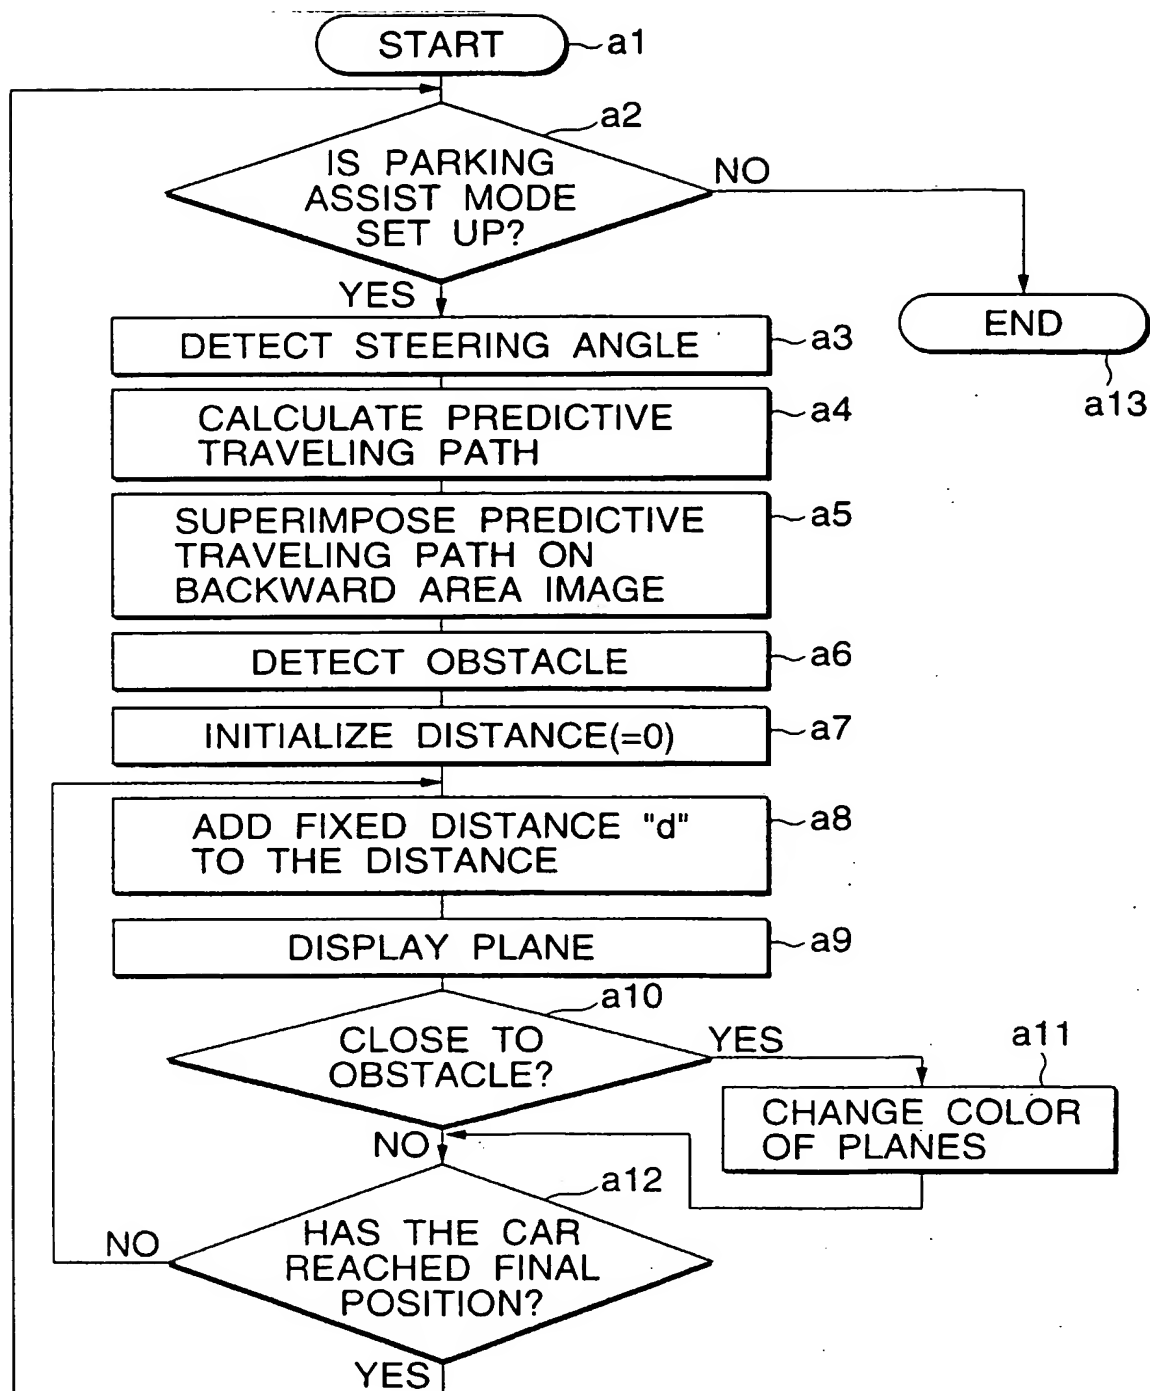 START
a1
a2
IS PARKING
ASSIST MODE
SET UP?
NO
YES
END
a13
DETECT STEERING ANGLE
a3
CALCULATE PREDICTIVE
TRAVELING PATH
a4
SUPERIMPOSE PREDICTIVE
TRAVELING PATH ON
BACKWARD AREA IMAGE
a5
DETECT OBSTACLE
a6
INITIALIZE DISTANCE(=0)
a7
ADD FIXED DISTANCE "d"
TO THE DISTANCE
a8
DISPLAY PLANE
a9
a10
CLOSE TO
OBSTACLE?
YES
a11
CHANGE COLOR
OF PLANES
NO
a12
HAS THE CAR
REACHED FINAL
POSITION?
NO
YES